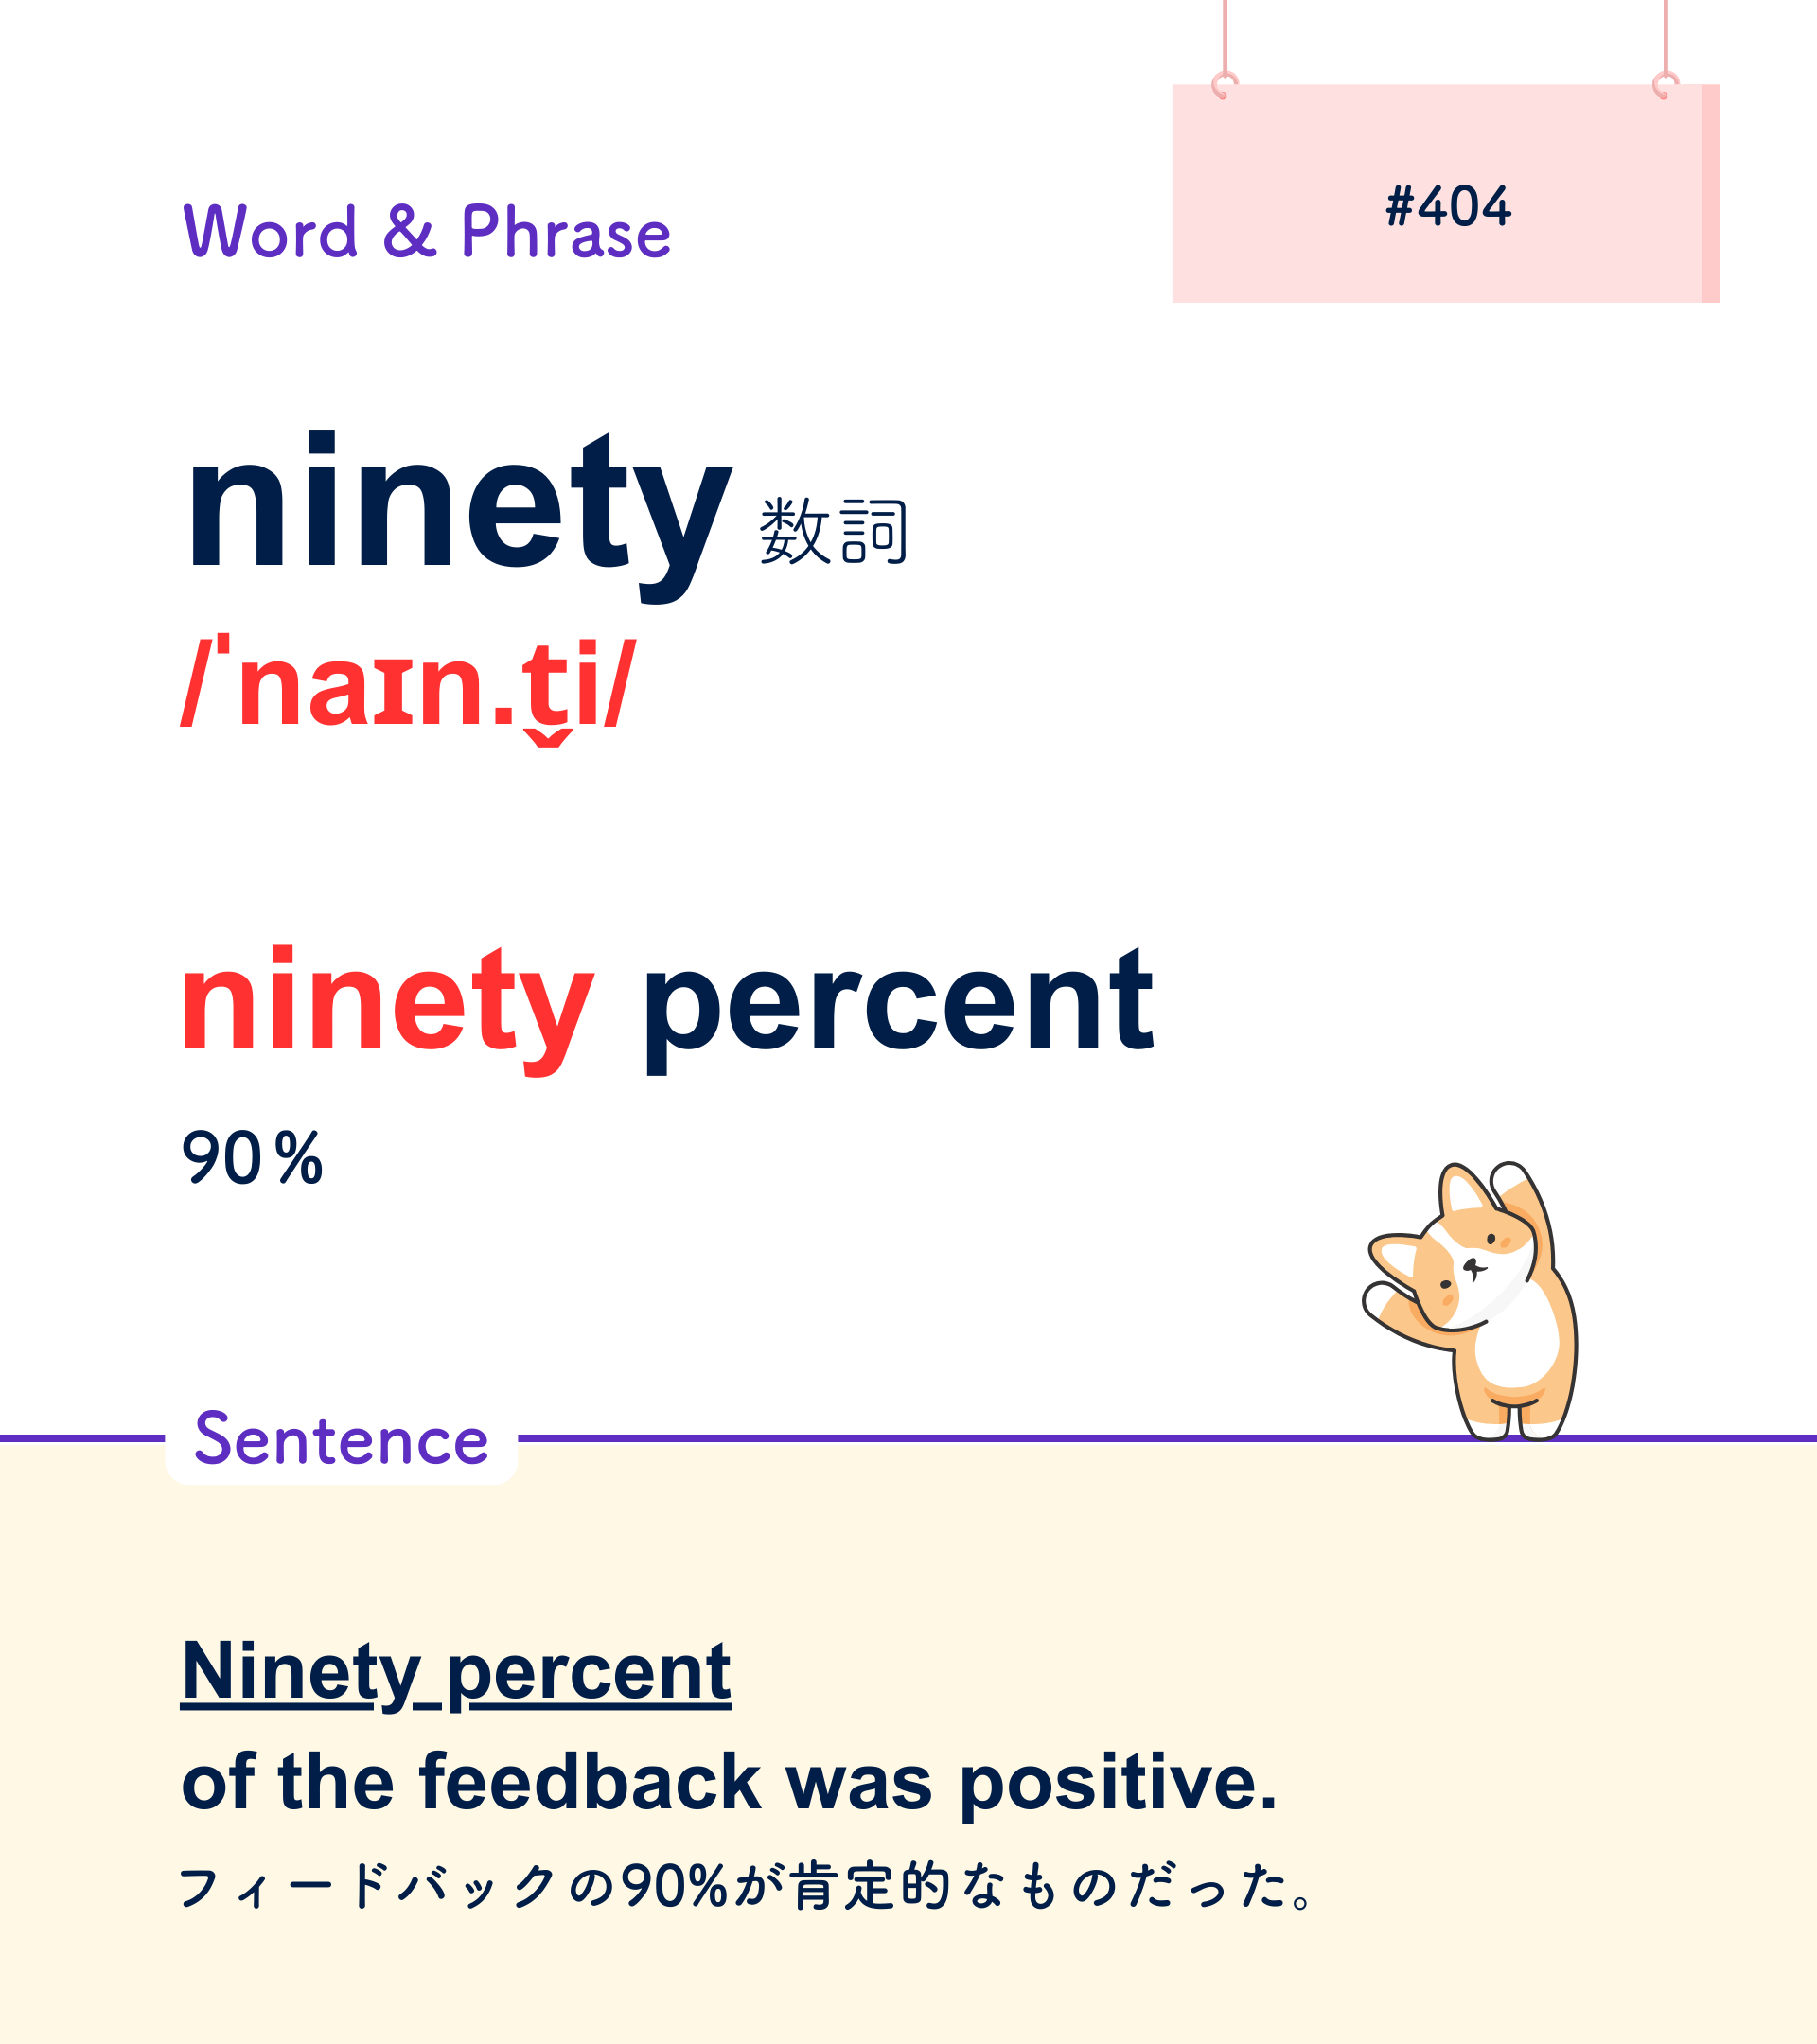 #404
Word & Phrase
ninety 数詞
/ˈnaɪn.t̬i/
ninety percent
90%
Sentence
Ninety percent
of the feedback was positive.
フィードバックの90%が肯定的なものだった。